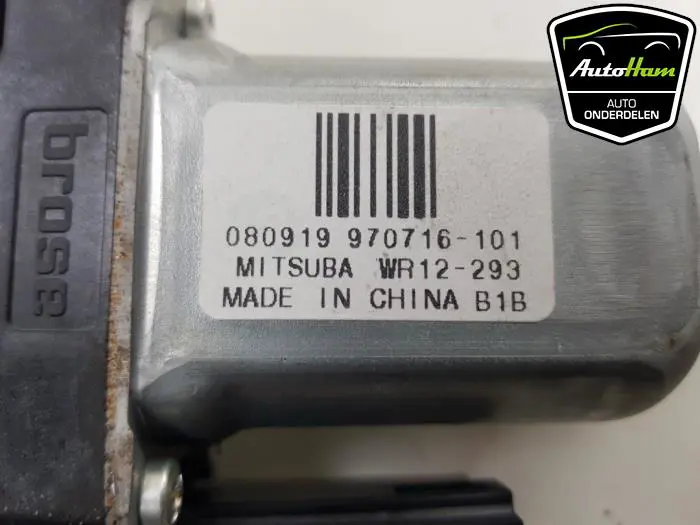 AutoHam
AUTO
ONDERDELEN
brose
080919 970716-101
MITSUBA WR12-293
MADE IN CHINA B1B